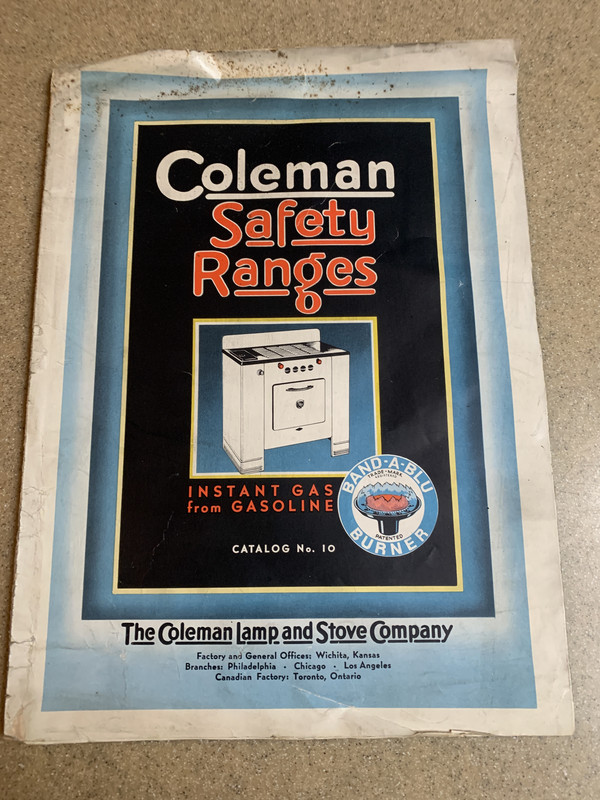 Coleman
Safety
Ranges
INSTANT GAS
from GASOLINE
BAND-A-BLU
TRADE-MARK
PATENTED
BURNER
CATALOG No. 10
The Coleman Lamp and Stove Company
Factory and General Offices: Wichita, Kansas
Branches: Philadelphia · Chicago · Los Angeles
Canadian Factory: Toronto, Ontario